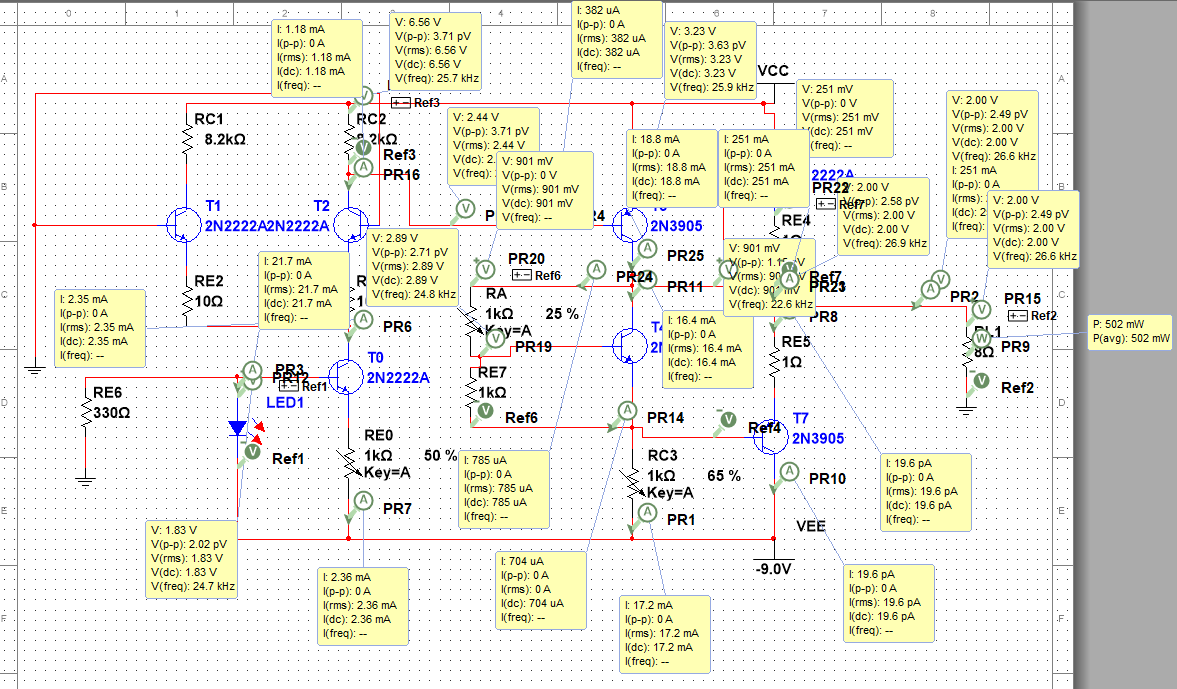 0
1
2
4
6
7
8
A
B
C
D
E
F
A
B
C
D
E
F
I: 1.18 mA
I(p-p): 0 A
I(rms): 1.18 mA
I(dc): 1.18 mA
I(freq): --
V: 6.56 V
V(p-p): 3.71 pV
V(rms): 6.56 V
V(dc): 6.56 V
V(freq): 25.7 kHz
I: 382 uA
I(p-p): 0 A
I(rms): 382 uA
I(dc): 382 uA
I(freq): --
V: 3.23 V
V(p-p): 3.63 pV
V(rms): 3.23 V
V(dc): 3.23 V
V(freq): 25.9 kHz
VCC
V: 251 mV
V(p-p): 0 V
V(rms): 251 mV
V(dc): 251 mV
V(freq): --
V: 2.00 V
V(p-p): 2.49 pV
V(rms): 2.00 V
V(dc): 2.00 V
V(freq): 26.6 kHz
I: 251 mA
I(p-p): 0 A
Ref3
RC1
8.2kΩ
RC2
8.2kΩ
Ref3
PR16
V: 2.44 V
V(p-p): 3.71 pV
V(rms): 2.44 V
V: 901 mV
V(p-p): 0 V
V(rms): 901 mV
V(dc): 901 mV
V(freq): --
I: 18.8 mA
I(p-p): 0 A
I(rms): 18.8 mA
I(dc): 18.8 mA
I(freq): --
I: 251 mA
I(p-p): 0 A
I(rms): 251 mA
I(dc): 251 mA
I(freq): --
2222A
PR22
Ref7
V: 2.00 V
V(p-p): 2.58 pV
V(rms): 2.00 V
V(dc): 2.00 V
V(freq): 26.9 kHz
V: 2.00 V
V(p-p): 2.49 pV
V(rms): 2.00 V
V(dc): 2.00 V
V(freq): 26.6 kHz
T1
2N2222A
T2
2N2222A
2N3905
RE4
V: 2.89 V
V(p-p): 2.71 pV
V(rms): 2.89 V
V(dc): 2.89 V
V(freq): 24.8 kHz
I: 21.7 mA
I(p-p): 0 A
I(rms): 21.7 mA
I(dc): 21.7 mA
I(freq): --
RE2
10Ω
I: 2.35 mA
I(p-p): 0 A
I(rms): 2.35 mA
I(dc): 2.35 mA
I(freq): --
PR20
Ref6
RA
1kΩ
Key=A
25 %
PR25
PR24
PR11
V: 901 mV
V(freq): 22.6 kHz
Ref7
PR8
PR2
PR15
Ref2
RL1
8Ω
PR9
Ref2
P: 502 mW
P(avg): 502 mW
PR6
PR19
I: 16.4 mA
I(p-p): 0 A
I(rms): 16.4 mA
I(dc): 16.4 mA
I(freq): --
RE5
1Ω
T0
2N2222A
PR3
Ref1
LED1
RE6
330Ω
RE7
1kΩ
Ref6
PR14
Ref4
T7
2N3905
Ref1
RE0
1kΩ
Key=A
50 %
RC3
1kΩ
Key=A
65 %
PR10
PR7
PR1
VEE
-9.0V
I: 785 uA
I(p-p): 0 A
I(rms): 785 uA
I(dc): 785 uA
I(freq): --
I: 19.6 pA
I(p-p): 0 A
I(rms): 19.6 pA
I(dc): 19.6 pA
I(freq): --
V: 1.83 V
V(p-p): 2.02 pV
V(rms): 1.83 V
V(dc): 1.83 V
V(freq): 24.7 kHz
I: 2.36 mA
I(p-p): 0 A
I(rms): 2.36 mA
I(dc): 2.36 mA
I(freq): --
I: 704 uA
I(p-p): 0 A
I(rms): 0 A
I(dc): 704 uA
I(freq): --
I: 17.2 mA
I(p-p): 0 A
I(rms): 17.2 mA
I(dc): 17.2 mA
I(freq): --
I: 19.6 pA
I(p-p): 0 A
I(rms): 19.6 pA
I(dc): 19.6 pA
I(freq): --